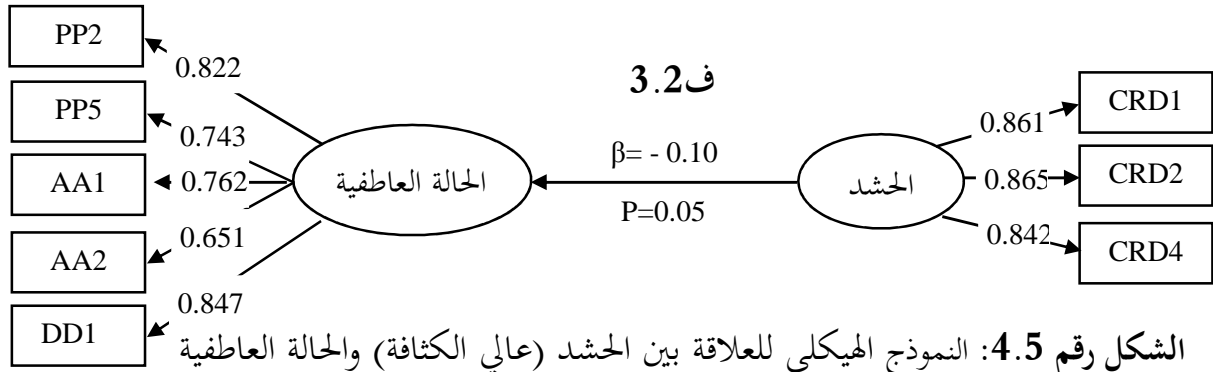 PP2
0.822
ف3.2
PP5
0.743
CRD1
0.861
β= - 0.10
AA1
0.762
الحالة العاطفية
الحشد
0.865
CRD2
P=0.05
0.651
AA2
0.842
CRD4
0.847
DD1
الشكل رقم 4.5: النموذج الهيكلي للعلاقة بين الحشد (عالي الكثافة) والحالة العاطفية